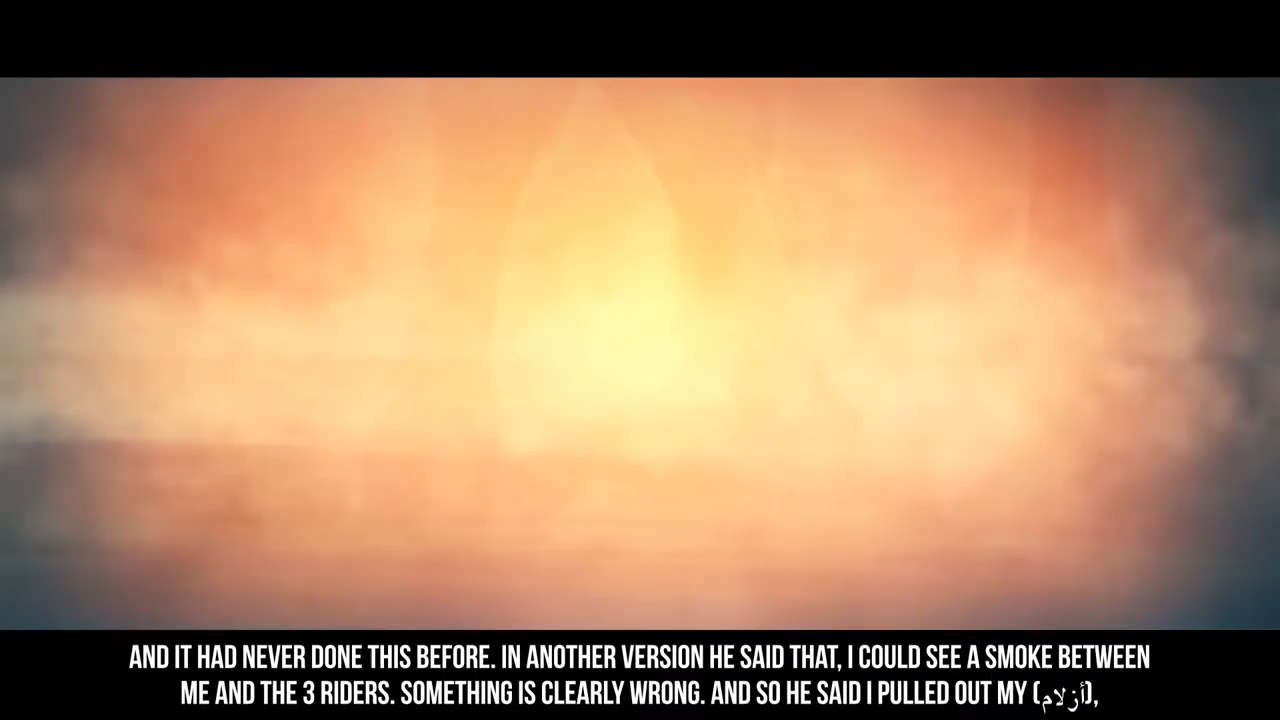 AND IT HAD NEVER DONE THIS BEFORE. IN ANOTHER VERSION HE SAID THAT, I COULD SEE A SMOKE BETWEEN
ME AND THE 3 RIDERS. SOMETHING IS CLEARLY WRONG. AND SO HE SAID I PULLED OUT MY (أزلام),